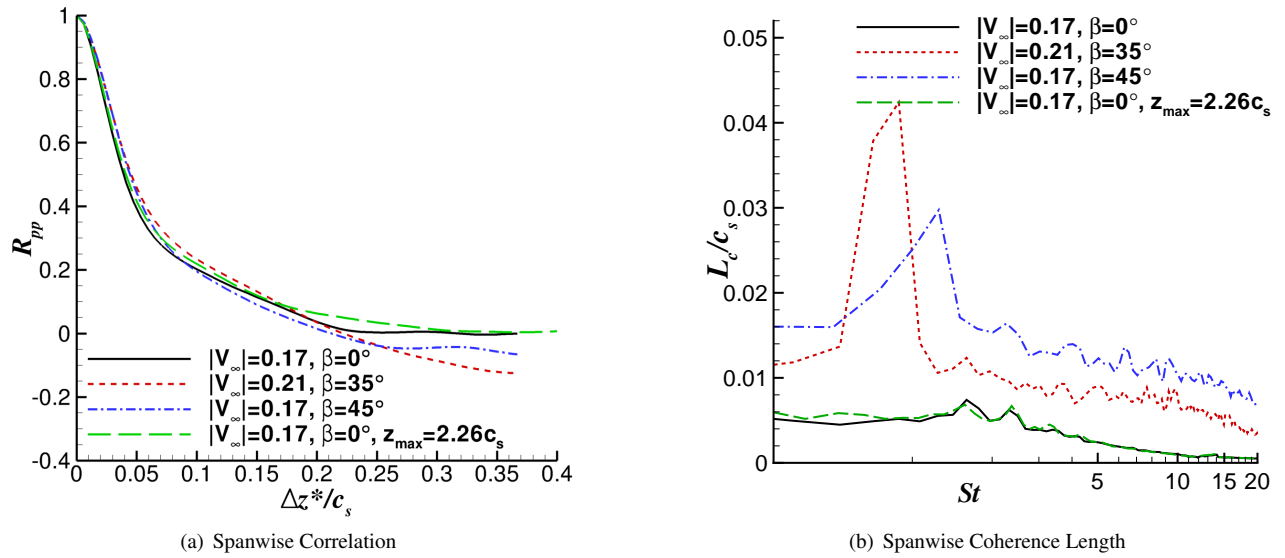 1
0.8
0.6
0.4
0.2
0
-0.2
-0.4
R_pp
0 0.05 0.1 0.15 0.2 0.25 0.3 0.35 0.4
Δz*/c_s
|V_∞|=0.17, β=0°
|V_∞|=0.21, β=35°
|V_∞|=0.17, β=45°
|V_∞|=0.17, β=0°, z_max=2.26c_s
(a) Spanwise Correlation
0.05
0.04
0.03
0.02
0.01
0
L_c/c_s
5 10 15 20
St
|V_∞|=0.17, β=0°
|V_∞|=0.21, β=35°
|V_∞|=0.17, β=45°
|V_∞|=0.17, β=0°, z_max=2.26c_s
(b) Spanwise Coherence Length